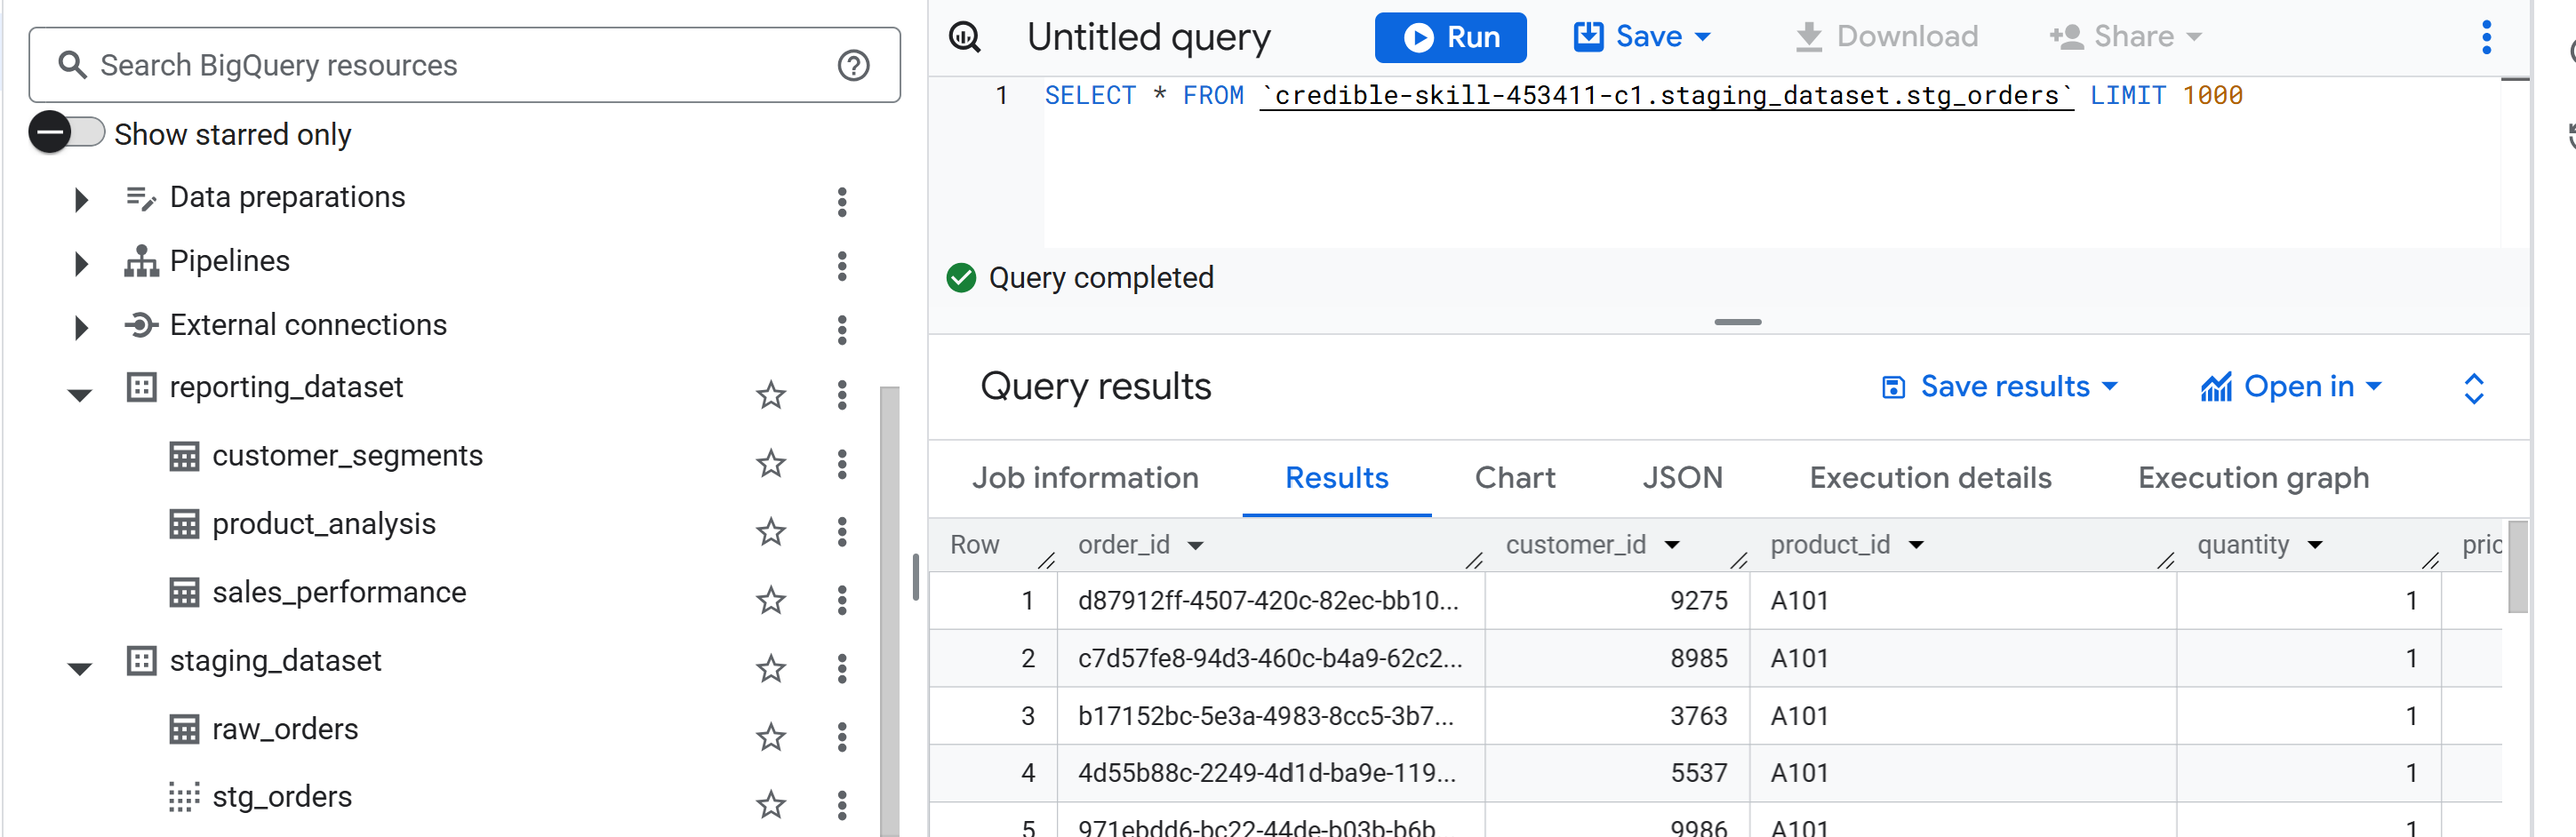 Search BigQuery resources
Show starred only
Data preparations
Pipelines
External connections
reporting_dataset
customer_segments
product_analysis
sales_performance
staging_dataset
raw_orders
stg_orders
Untitled query
Run
Save
Download
Share
1 SELECT * FROM `credible-skill-453411-c1.staging_dataset.stg_orders` LIMIT 1000
Query completed
Query results
Save results
Open in
Job information Results Chart JSON Execution details Execution graph
Row order_id customer_id product_id quantity pric
1 d87912ff-4507-420c-82ec-bb10... 9275 A101 1
2 c7d57fe8-94d3-460c-b4a9-62c2... 8985 A101 1
3 b17152bc-5e3a-4983-8cc5-3b7... 3763 A101 1
4 4d55b88c-2249-4d1d-ba9e-119... 5537 A101 1
5 971ebdd6-bc22-44de-b03b-b6b 9986 A101 1